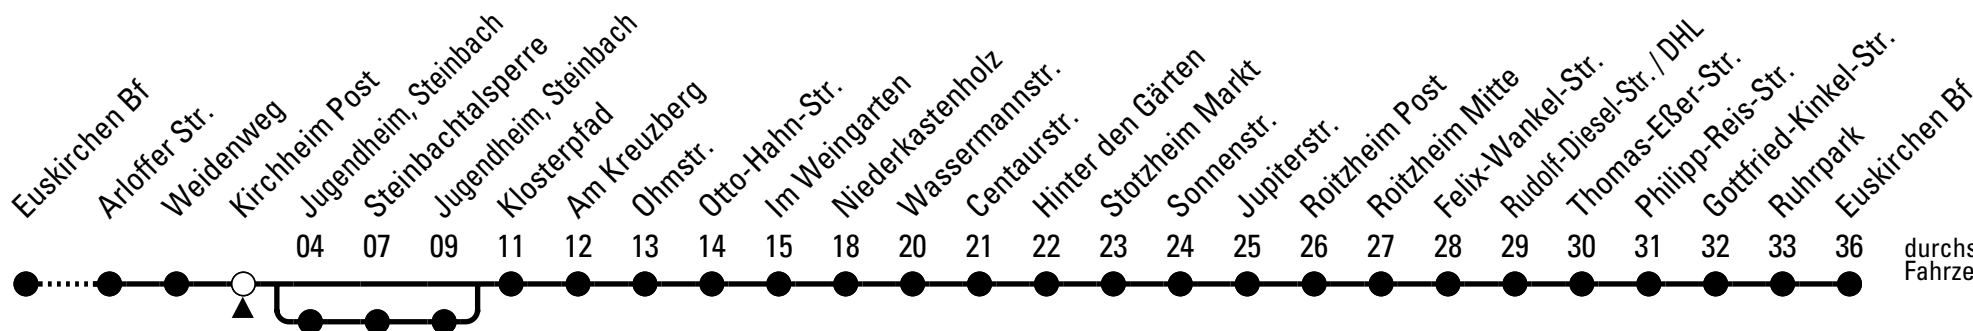 Euskirchen Bf
Arloffer Str.
Weidenweg
Kirchheim Post
Jugendheim, Steinbach
Steinbachtalsperre
Jugendheim, Steinbach
Klosterpfad
Am Kreuzberg
Ohmstr.
Otto-Hahn-Str.
Im Weingarten
Niederkastenholz
Wassermannstr.
Centaurstr.
Hinter den Gärten
Stotzheim Markt
Sonnenstr.
Jupiterstr.
Roitzheim Post
Roitzheim Mitte
Felix-Wankel-Str.
Rudolf-Diesel-Str. / DHL
Thomas-Eßer-Str.
Philipp-Reis-Str.
Gottfried-Kinkel-Str.
Ruhrpark
Euskirchen Bf
04 07 09 11 12 13 14 15 18 20 21 22 23 24 25 26 27 28 29 30 31 32 33 36
durchs
Fahrze